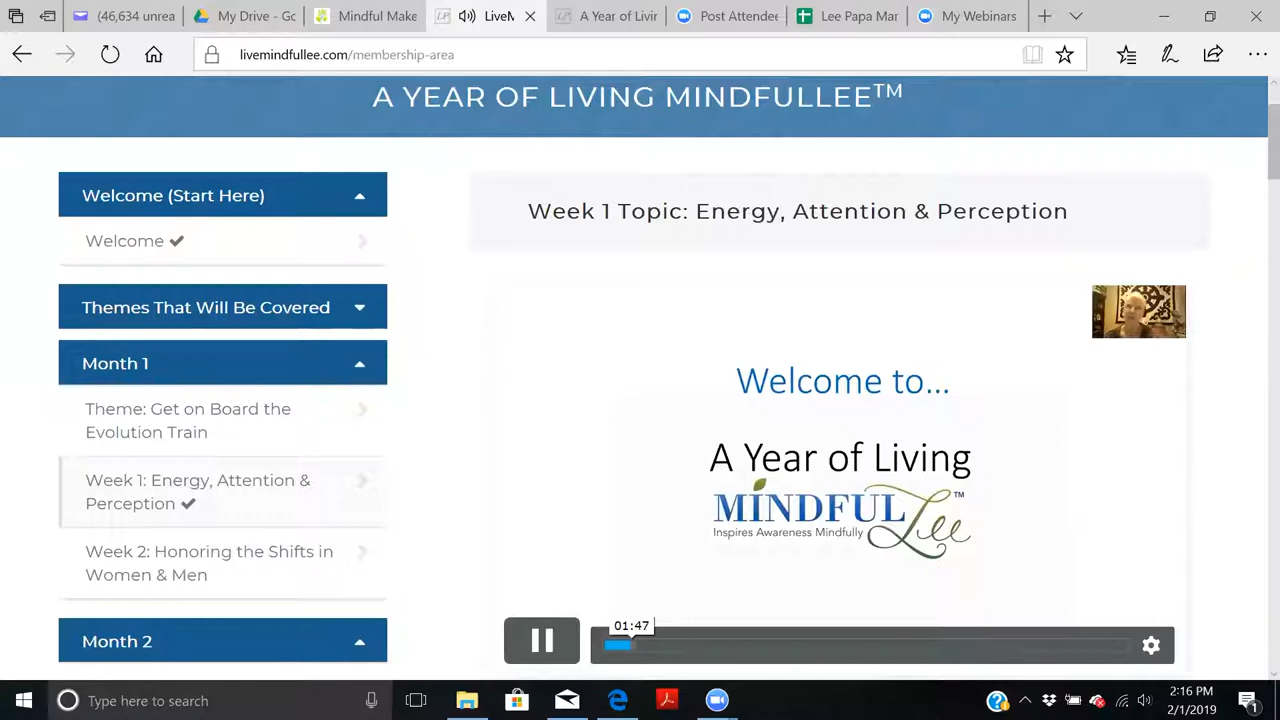 (46,634 unrea
My Drive - Go
Mindful Make
LiveM
A Year of Livin
Post Attendee
Lee Papa Mar
My Webinars
livemindfullee.com/membership-area
A YEAR OF LIVING MINDFULLEE™
Welcome (Start Here)
Welcome ✔
Themes That Will Be Covered
Month 1
Theme: Get on Board the
Evolution Train
Week 1: Energy, Attention &
Perception ✔
Week 2: Honoring the Shifts in
Women & Men
Month 2
Week 1 Topic: Energy, Attention & Perception
Welcome to...
A Year of Living
MINDFULLee™
Inspires Awareness Mindfully
01:47
Type here to search
2:16 PM
2/1/2019
1